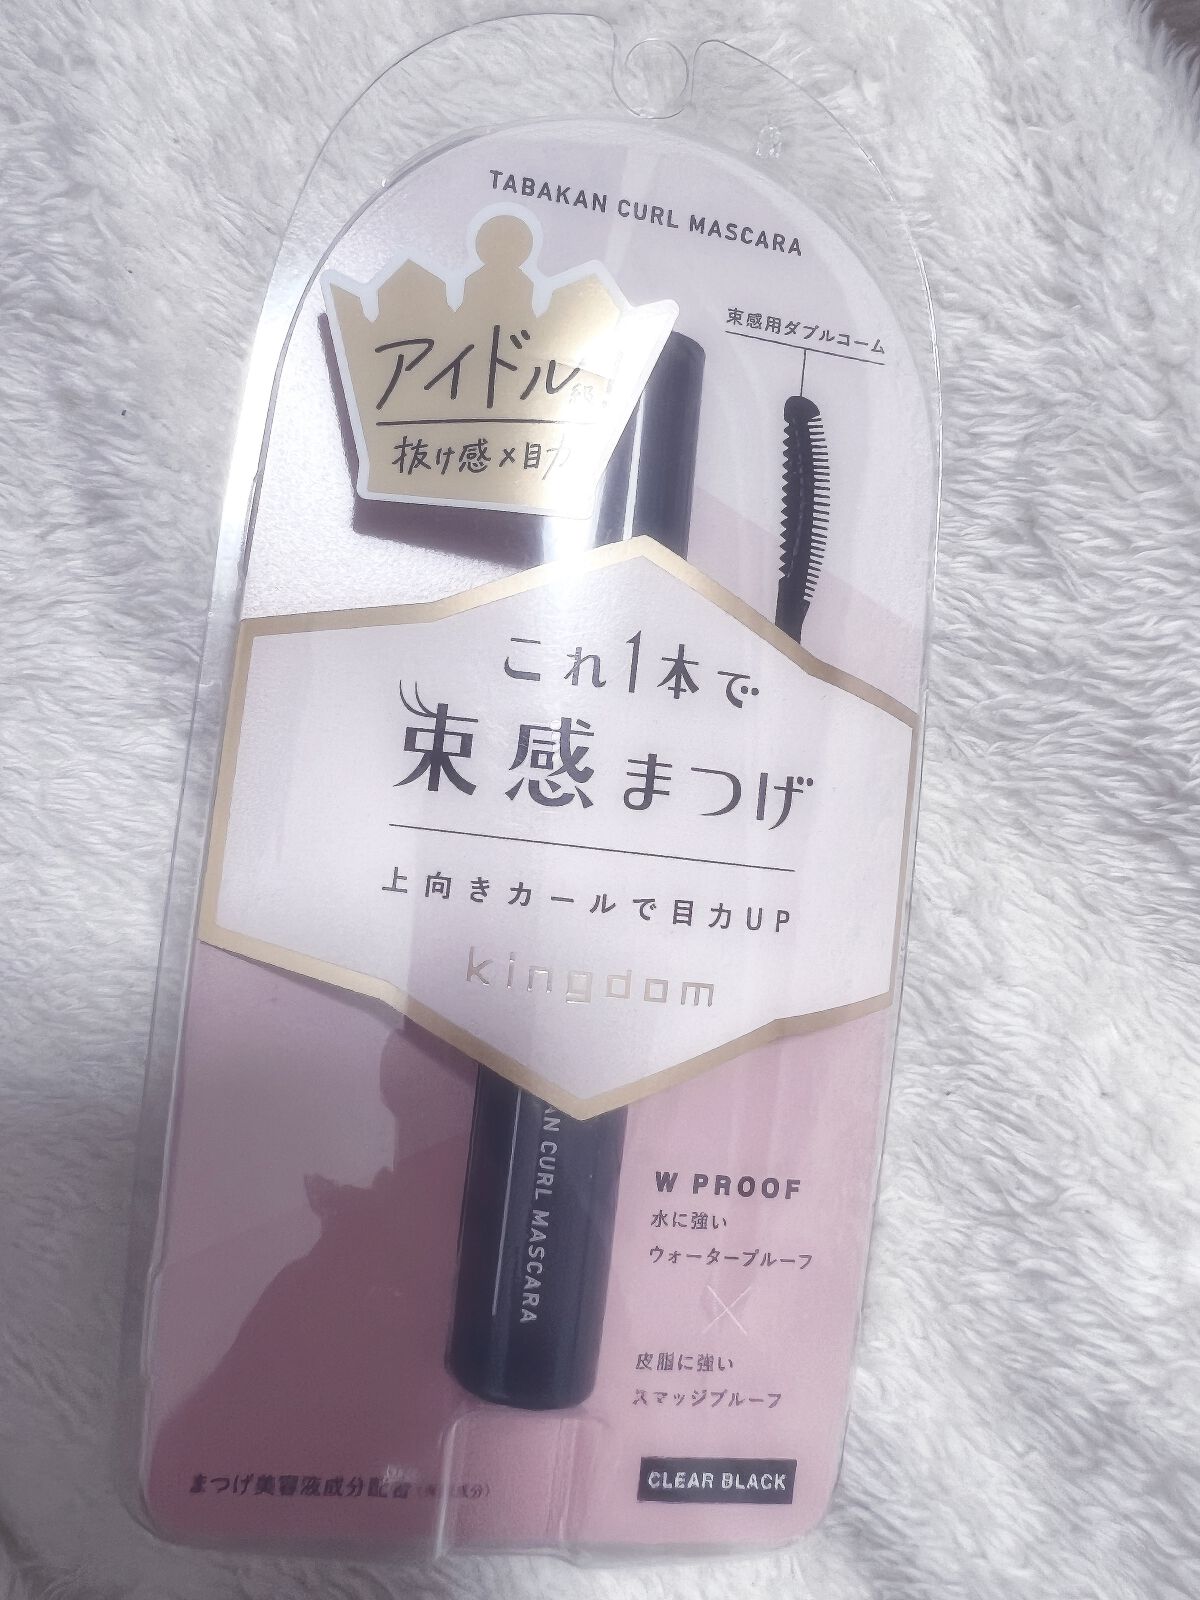 TABAKAN CURL MASCARA
束感用ダブルコーム
アイドル級!
抜け感×目力
これ1本で
束感まつげ
上向きカールで目力UP
kingdom
AN CURL MASCARA
W PROOF
水に強い
ウォータープルーフ
×
皮脂に強い
スマッジプルーフ
CLEAR BLACK
まつげ美容液成分配合